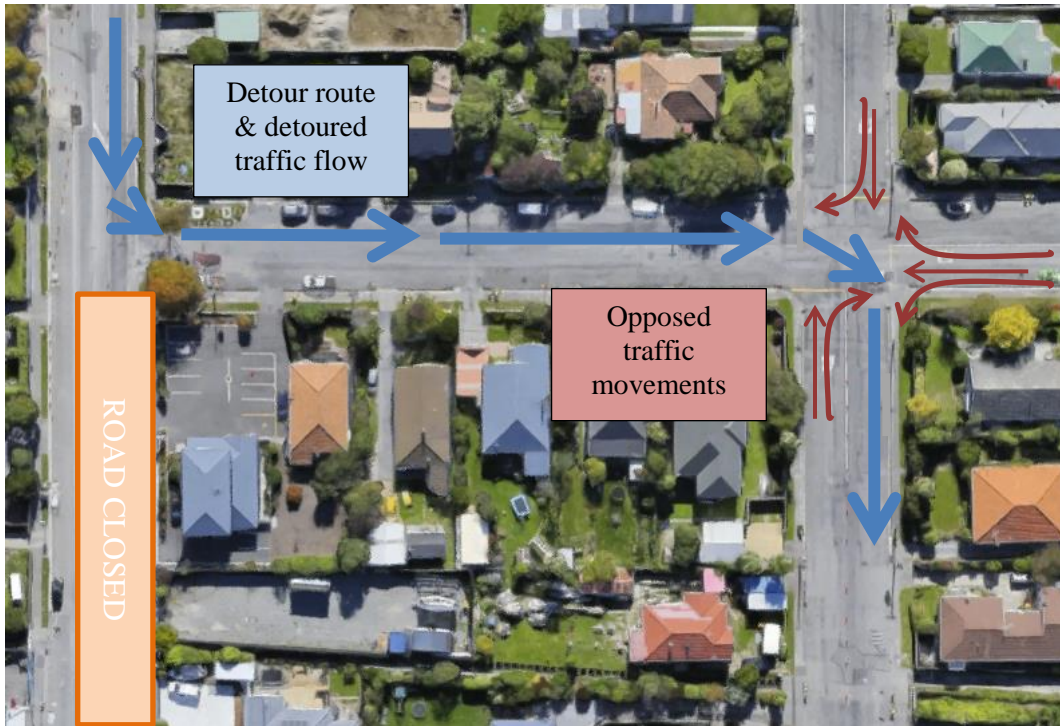 Detour route
& detoured
traffic flow
Opposed
traffic
movements
ROAD CLOSED